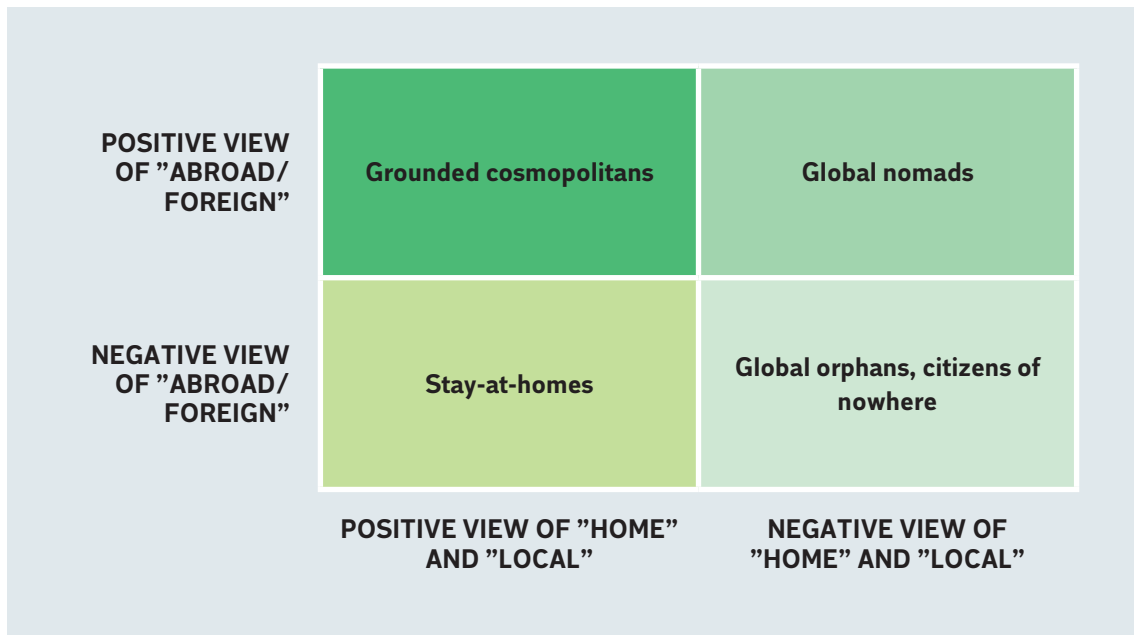 POSITIVE VIEW
OF ”ABROAD/
FOREIGN”
Grounded cosmopolitans
Global nomads
NEGATIVE VIEW
OF ”ABROAD/
FOREIGN”
Stay-at-homes
Global orphans, citizens of
nowhere
POSITIVE VIEW OF ”HOME”
AND ”LOCAL”
NEGATIVE VIEW OF
”HOME” AND ”LOCAL”